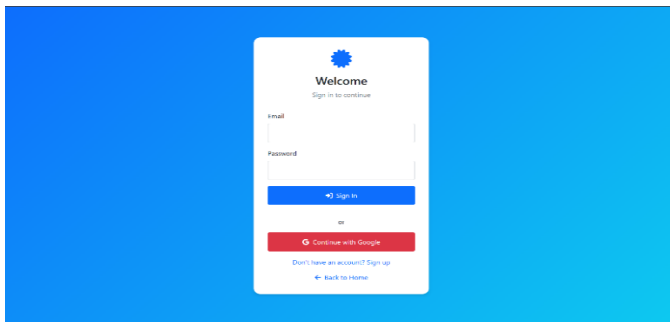 Welcome
Sign in to continue
Email
Password
Sign In
or
Continue with Google
Don't have an account? Sign up
← Back to Home